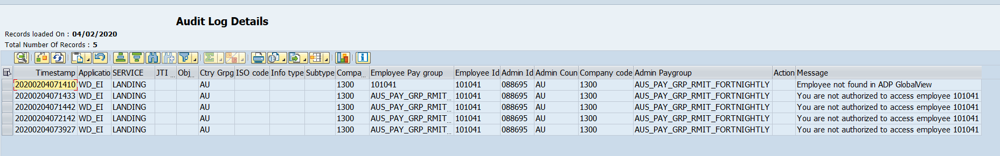 Audit Log Details
Records loaded On : 04/02/2020
Total Number Of Records : 5
Timestamp Applicatio SERVICE JTI ... Obj... Ctry Grpg ISO code Info type Subtype Compa... Employee Pay group Employee Id Admin Id Admin Coun Company code Admin Paygroup Action Message
20200204071410 WD_EI LANDING AU 1300 101041 101041 088695 AU 1300 AUS_PAY_GRP_RMIT_FORTNIGHTLY Employee not found in ADP GlobalView
20200204071433 WD_EI LANDING AU 1300 AUS_PAY_GRP_RMIT_... 101041 088695 AU 1300 AUS_PAY_GRP_RMIT_FORTNIGHTLY You are not authorized to access employee 101041
20200204071442 WD_EI LANDING AU 1300 AUS_PAY_GRP_RMIT_... 101041 088695 AU 1300 AUS_PAY_GRP_RMIT_FORTNIGHTLY You are not authorized to access employee 101041
20200204072142 WD_EI LANDING AU 1300 AUS_PAY_GRP_RMIT_... 101041 088695 AU 1300 AUS_PAY_GRP_RMIT_FORTNIGHTLY You are not authorized to access employee 101041
20200204073927 WD_EI LANDING AU 1300 AUS_PAY_GRP_RMIT_... 101041 088695 AU 1300 AUS_PAY_GRP_RMIT_FORTNIGHTLY You are not authorized to access employee 101041